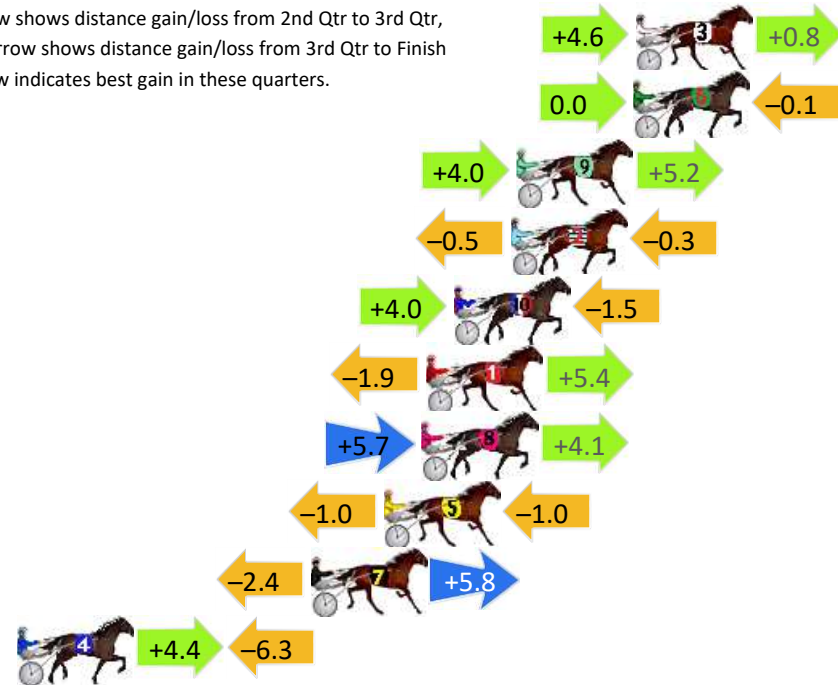 w shows distance gain/loss from 2nd Qtr to 3rd Qtr,
rrow shows distance gain/loss from 3rd Qtr to Finish
w indicates best gain in these quarters.
+4.6 3 +0.8
0.0 6 –0.1
+4.0 9 +5.2
–0.5 2 –0.3
+4.0 10 –1.5
–1.9 1 +5.4
+5.7 8 +4.1
–1.0 5 –1.0
–2.4 7 +5.8
4 +4.4 –6.3